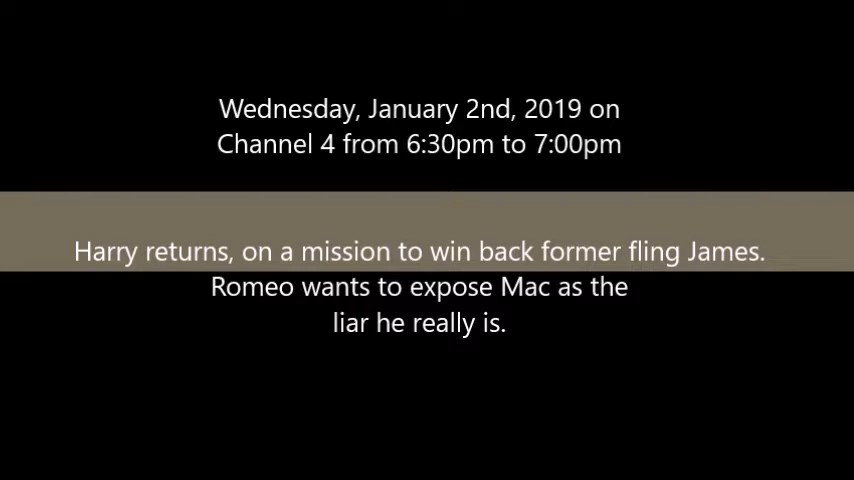 Wednesday, January 2nd, 2019 on
Channel 4 from 6:30pm to 7:00pm
Harry returns, on a mission to win back former fling James.
Romeo wants to expose Mac as the
liar he really is.